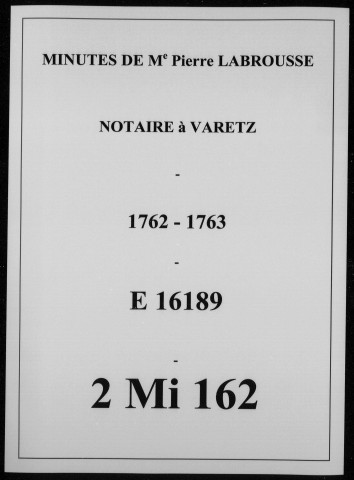 MINUTES DE Mᵉ Pierre LABROUSSE
NOTAIRE à VARETZ
-
1762 - 1763
-
E 16189
-
2 Mi 162